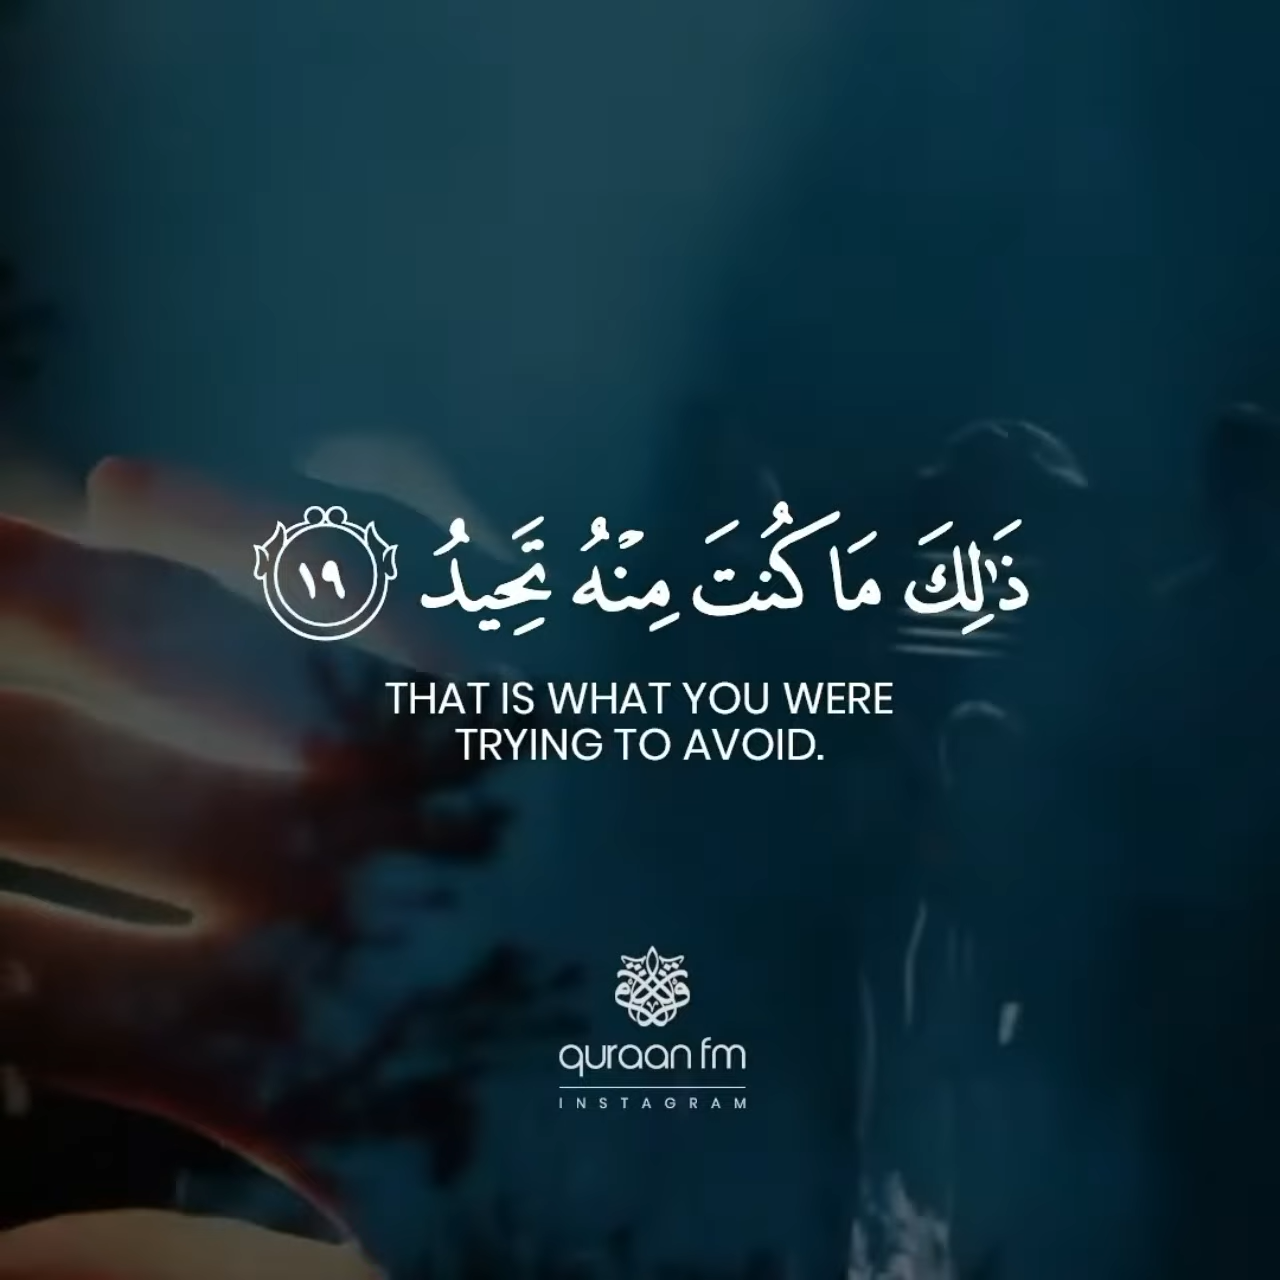 ذَٰلِكَ مَا كُنتَ مِنْهُ تَحِيدُ ١٩
THAT IS WHAT YOU WERE
TRYING TO AVOID.
quraan fm
INSTAGRAM